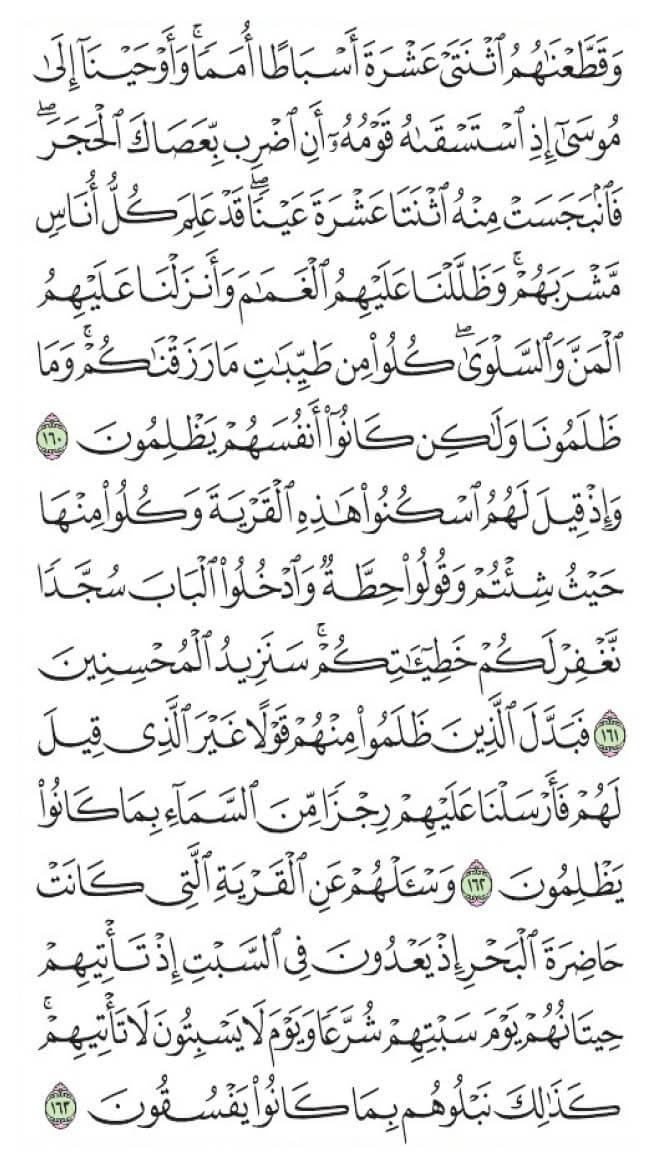 وَقَطَّعْنَٰهُمُ ٱثْنَتَىْ عَشْرَةَ أَسْبَاطًا أُمَمًا ۚ وَأَوْحَيْنَآ إِلَىٰ
مُوسَىٰٓ إِذِ ٱسْتَسْقَىٰهُ قَوْمُهُۥٓ أَنِ ٱضْرِب بِّعَصَاكَ ٱلْحَجَرَ ۖ
فَٱنۢبَجَسَتْ مِنْهُ ٱثْنَتَا عَشْرَةَ عَيْنًا ۖ قَدْ عَلِمَ كُلُّ أُنَاسٍ
مَّشْرَبَهُمْ ۚ وَظَلَّلْنَا عَلَيْهِمُ ٱلْغَمَٰمَ وَأَنزَلْنَا عَلَيْهِمُ
ٱلْمَنَّ وَٱلسَّلْوَىٰ ۖ كُلُوا۟ مِن طَيِّبَٰتِ مَا رَزَقْنَٰكُمْ ۚ وَمَا
ظَلَمُونَا وَلَٰكِن كَانُوٓا۟ أَنفُسَهُمْ يَظْلِمُونَ ١٦٠
وَإِذْ قِيلَ لَهُمُ ٱسْكُنُوا۟ هَٰذِهِ ٱلْقَرْيَةَ وَكُلُوا۟ مِنْهَا
حَيْثُ شِئْتُمْ وَقُولُوا۟ حِطَّةٌ وَٱدْخُلُوا۟ ٱلْبَابَ سُجَّدًا
نَّغْفِرْ لَكُمْ خَطِيٓـَٰٔتِكُمْ ۚ سَنَزِيدُ ٱلْمُحْسِنِينَ
١٦١ فَبَدَّلَ ٱلَّذِينَ ظَلَمُوا۟ مِنْهُمْ قَوْلًا غَيْرَ ٱلَّذِى قِيلَ
لَهُمْ فَأَرْسَلْنَا عَلَيْهِمْ رِجْزًا مِّنَ ٱلسَّمَآءِ بِمَا كَانُوا۟
يَظْلِمُونَ ١٦٢ وَسْـَٔلْهُمْ عَنِ ٱلْقَرْيَةِ ٱلَّتِى كَانَتْ
حَاضِرَةَ ٱلْبَحْرِ إِذْ يَعْدُونَ فِى ٱلسَّبْتِ إِذْ تَأْتِيهِمْ
حِيتَانُهُمْ يَوْمَ سَبْتِهِمْ شُرَّعًا وَيَوْمَ لَا يَسْبِتُونَ لَا تَأْتِيهِمْ ۚ
كَذَٰلِكَ نَبْلُوهُم بِمَا كَانُوا۟ يَفْسُقُونَ ١٦٣